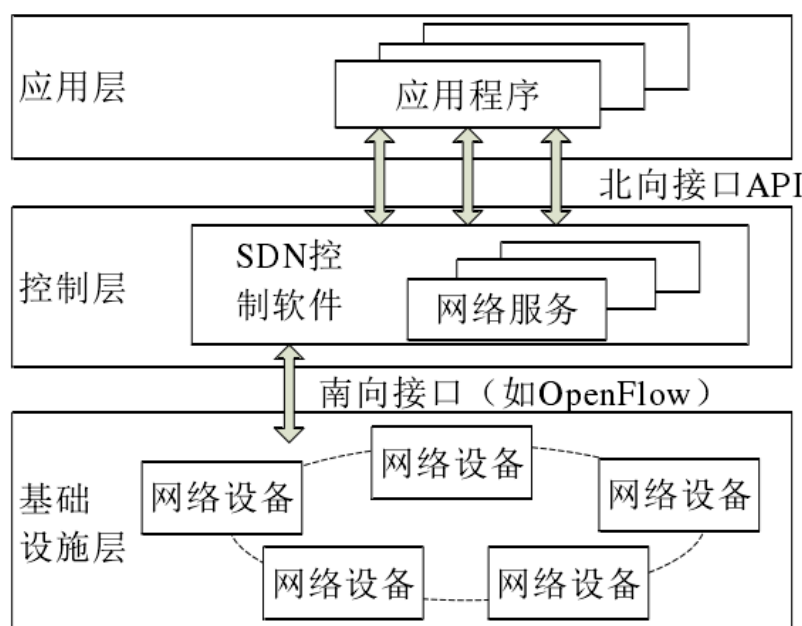 应用层
应用程序
北向接口API
控制层
SDN控
制软件
网络服务
南向接口（如OpenFlow）
基础
设施层
网络设备
网络设备
网络设备
网络设备
网络设备